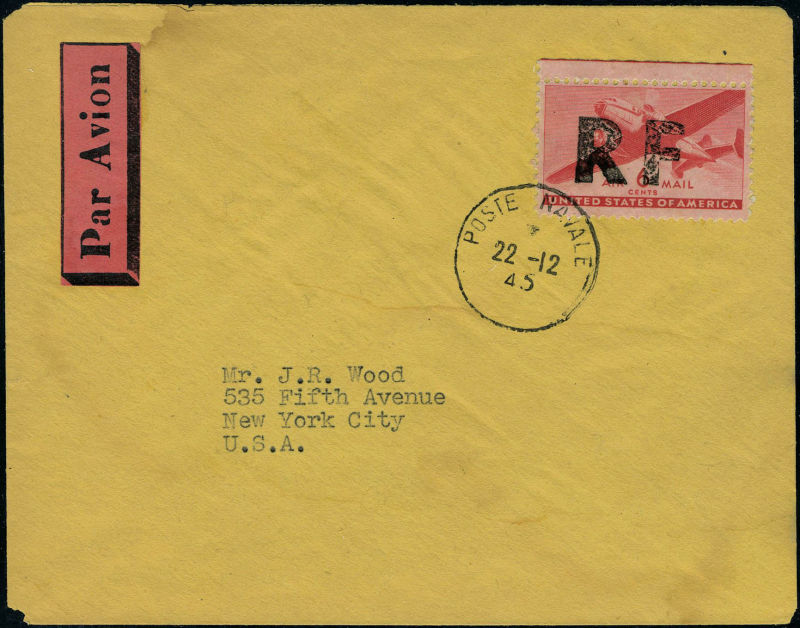 Par Avion
RF
AIR 6 MAIL
CENTS
UNITED STATES OF AMERICA
POSTE NAVALE
*
22 -12
45
Mr. J.R. Wood
535 Fifth Avenue
New York City
U.S.A.